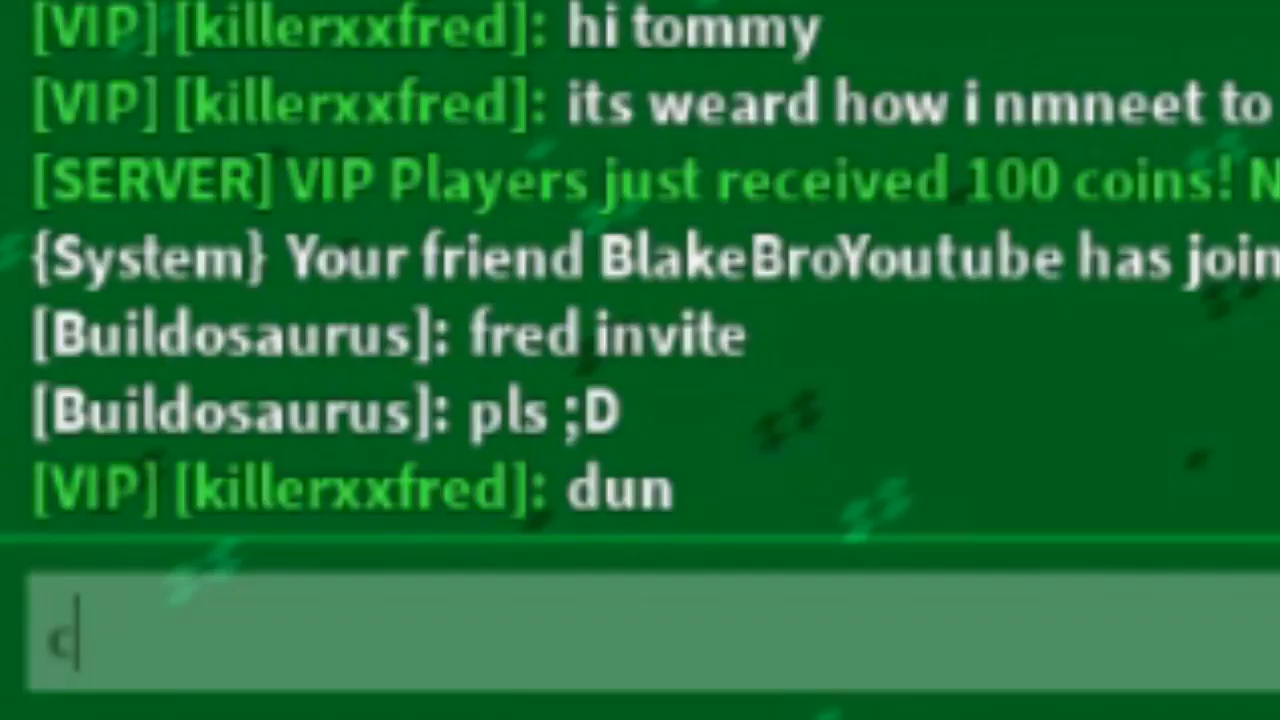 [VIP] [killerxxfred]: hi tommy
[VIP] [killerxxfred]: its weard how i nmneet to
[SERVER] VIP Players just received 100 coins! N
{System} Your friend BlakeBroYoutube has join
[Buildosaurus]: fred invite
[Buildosaurus]: pls ;D
[VIP] [killerxxfred]: dun
c